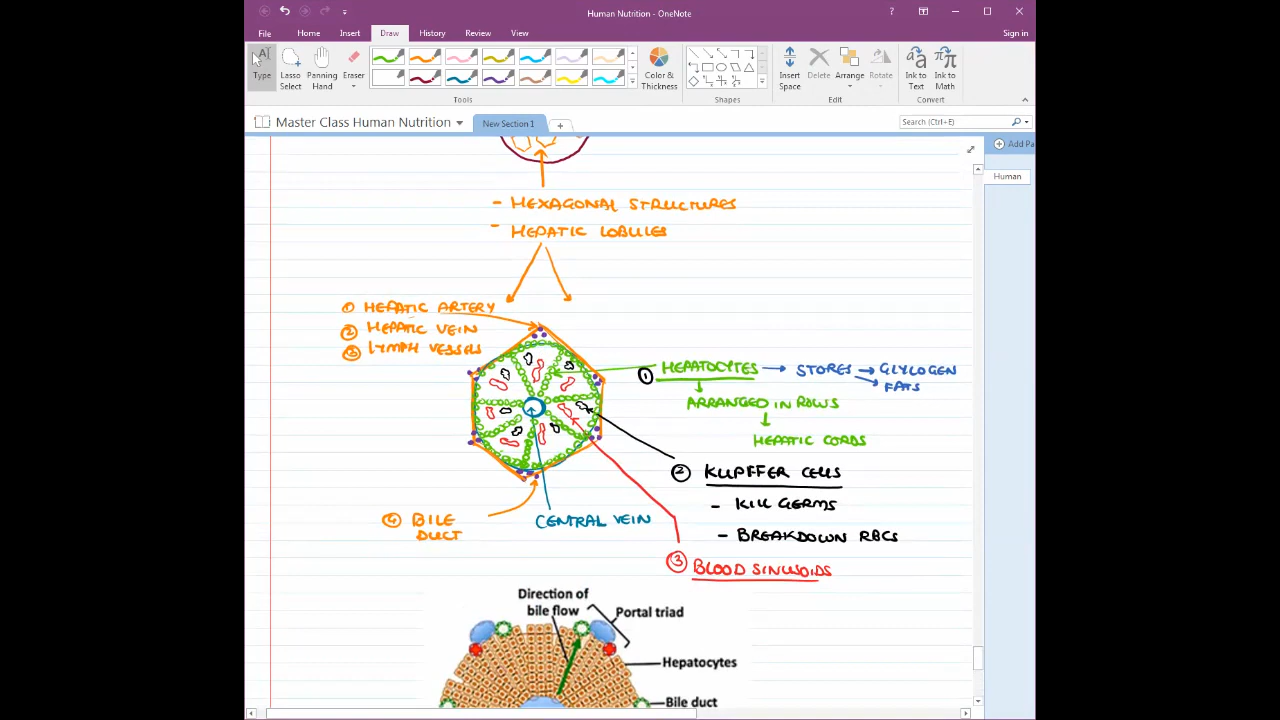 Human Nutrition - OneNote
?
File Home Insert Draw History Review View Sign in
Type
Lasso Select
Panning Hand
Eraser
Color & Thickness
Insert Space
Delete
Arrange
Rotate
Ink to Text
Ink to Math
Tools Shapes Edit Convert
Master Class Human Nutrition
New Section 1
Search (Ctrl+E)
Add Pa
Human
- HEXAGONAL STRUCTURES
- HEPATIC LOBULES
① HEPATIC ARTERY
② HEPATIC VEIN
③ LYMPH VESSELS
① HEPATOCYTES → STORES → GLYLOGEN
FATS
ARRANGED IN ROWS
HEPATIC CORDS
② KUPFFER CELLS
- KILL GERMS
- BREAKDOWN RBCS
③ BLOOD SINUSOIDS
④ BILE
DUCT
CENTRAL VEIN
Direction of
bile flow
Portal triad
Hepatocytes
Bile duct